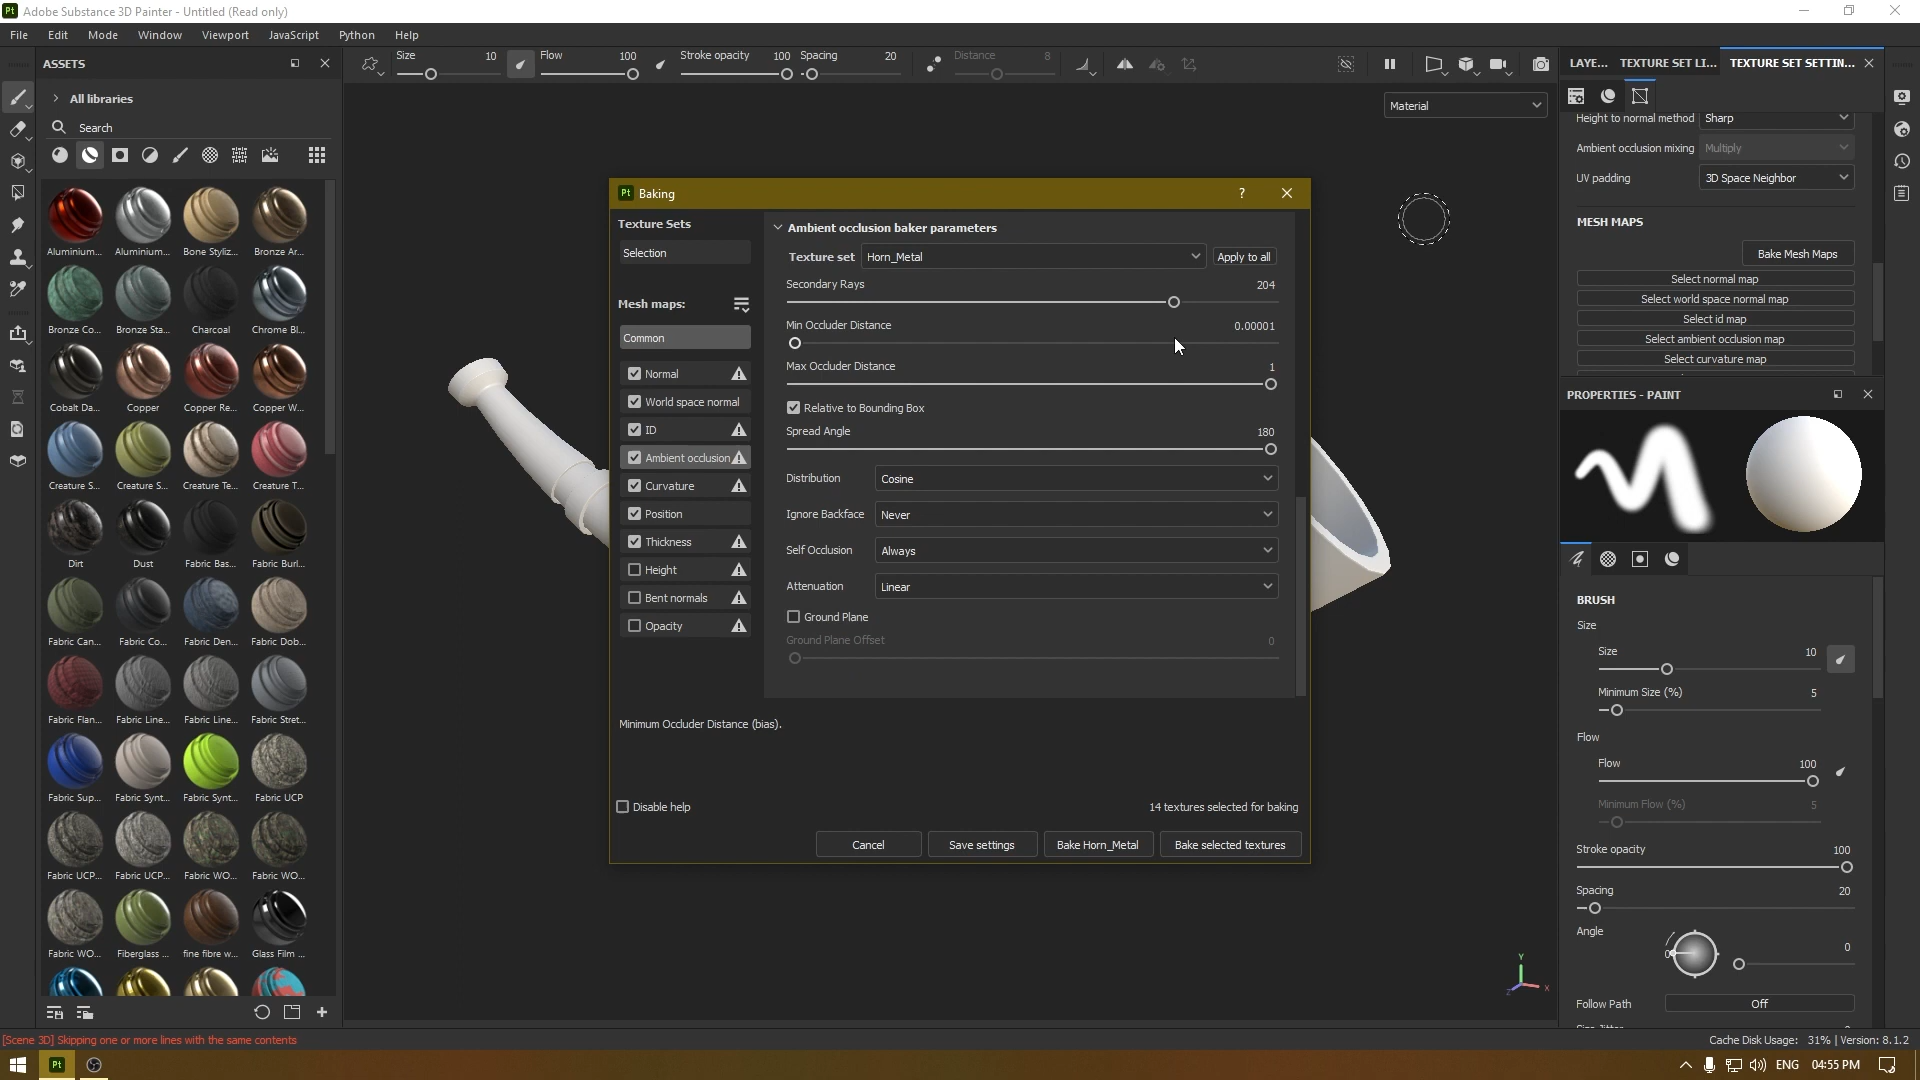 Adobe Substance 3D Painter - Untitled (Read only)
File Edit Mode Window Viewport JavaScript Python Help
ASSETS
Size 10 Flow 100 Stroke opacity 100 Spacing 20 Distance 8
LAYE... TEXTURE SET LI... TEXTURE SET SETTIN...
All libraries
Search
Material
Height to normal method Sharp
Ambient occlusion mixing Multiply
UV padding 3D Space Neighbor
MESH MAPS
Bake Mesh Maps
Select normal map
Select world space normal map
Select id map
Select ambient occlusion map
Select curvature map
Aluminium... Aluminium... Bone Styliz... Bronze Ar...
Bronze Co... Bronze Sta... Charcoal Chrome Bl...
Cobalt Da... Copper Copper Re... Copper W...
Creature S... Creature S... Creature Te... Creature T...
Dirt Dust Fabric Bas... Fabric Burl...
Fabric Can... Fabric Co... Fabric Den... Fabric Dob...
Fabric Flan... Fabric Line... Fabric Line... Fabric Stret...
Fabric Sup... Fabric Synt... Fabric Synt... Fabric UCP
Fabric UCP... Fabric UCP... Fabric WO... Fabric WO...
Fabric WO... Fiberglass ... fine fibre w... Glass Film ...
Pt Baking ?
Texture Sets
Selection
Mesh maps:
Common
Normal
World space normal
ID
Ambient occlusion
Curvature
Position
Thickness
Height
Bent normals
Opacity
Ambient occlusion baker parameters
Texture set Horn_Metal Apply to all
Secondary Rays 204
Min Occluder Distance 0.00001
Max Occluder Distance 1
Relative to Bounding Box
Spread Angle 180
Distribution Cosine
Ignore Backface Never
Self Occlusion Always
Attenuation Linear
Ground Plane
Ground Plane Offset 0
Minimum Occluder Distance (bias).
Disable help 14 textures selected for baking
Cancel Save settings Bake Horn_Metal Bake selected textures
PROPERTIES - PAINT
BRUSH
Size
Size 10
Minimum Size (%) 5
Flow
Flow 100
Minimum Flow (%) 5
Stroke opacity 100
Spacing 20
Angle 0
Follow Path Off
Y
X
Z
[Scene 3D] Skipping one or more lines with the same contents
Cache Disk Usage: 31% | Version: 8.1.2
Pt
ENG 04:55 PM